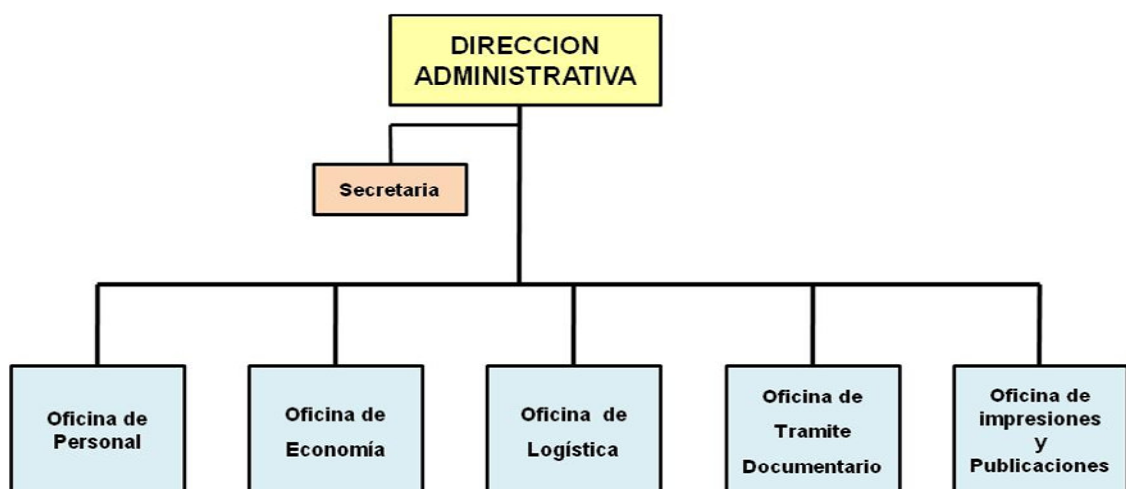 DIRECCION
ADMINISTRATIVA
Secretaria
Oficina de
Personal
Oficina de
Economía
Oficina de
Logística
Oficina de
Tramite
Documentario
Oficina de
impresiones
y
Publicaciones